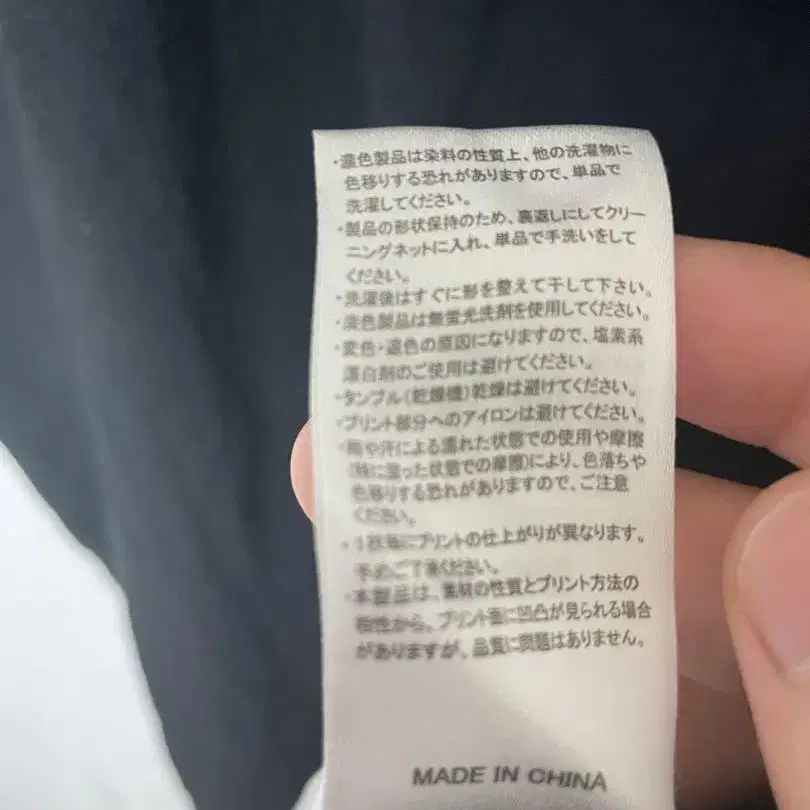 ・濃色製品は染料の性質上、他の洗濯物に
色移りする恐れがありますので、単品で
洗濯してください。
・製品の形状保持のため、裏返しにしてクリー
ニングネットに入れ、単品で手洗いをして
ください。
・洗濯後はすぐに形を整えて干して下さい。
・淡色製品は無蛍光洗剤を使用してください。
・変色・退色の原因になりますので、塩素系
漂白剤のご使用は避けてください。
・タンブル(乾燥機)乾燥は避けてください。
・プリント部分へのアイロンは避けてください。
・雨や汗による濡れた状態での使用や摩擦
(特に湿った状態での摩擦)により、色落ちや
色移りする恐れがありますので、ご注意
ください。
・1枚毎にプリントの仕上がりが異なります。
予めご了承ください。
・本製品は、素材の性質とプリント方法の
相性から、プリント面に凹凸が見られる場合
がありますが、品質に問題はありません。
MADE IN CHINA